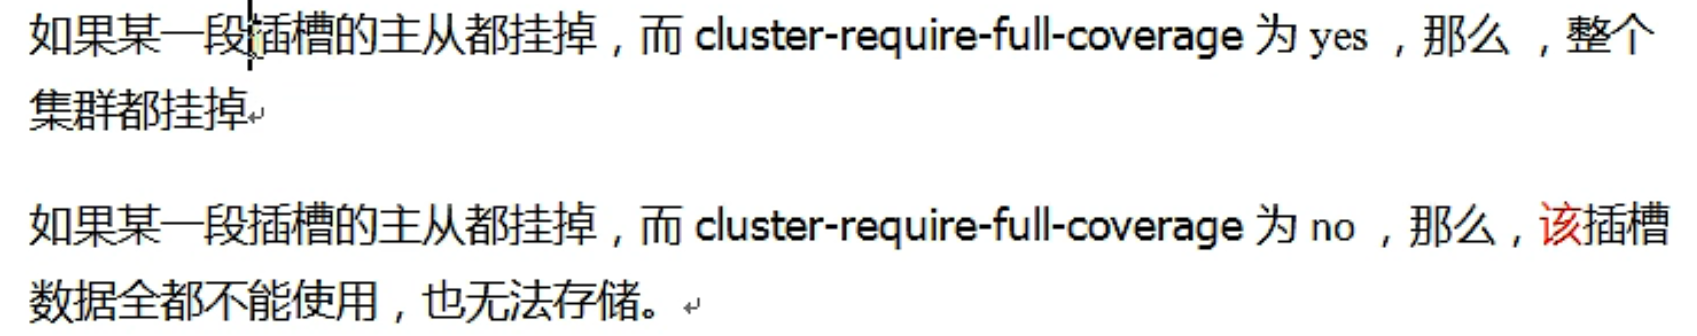 如果某一段插槽的主从都挂掉，而 cluster-require-full-coverage 为 yes ，那么 ，整个
集群都挂掉↵
如果某一段插槽的主从都挂掉，而 cluster-require-full-coverage 为 no ，那么，该插槽
数据全都不能使用，也无法存储。↵